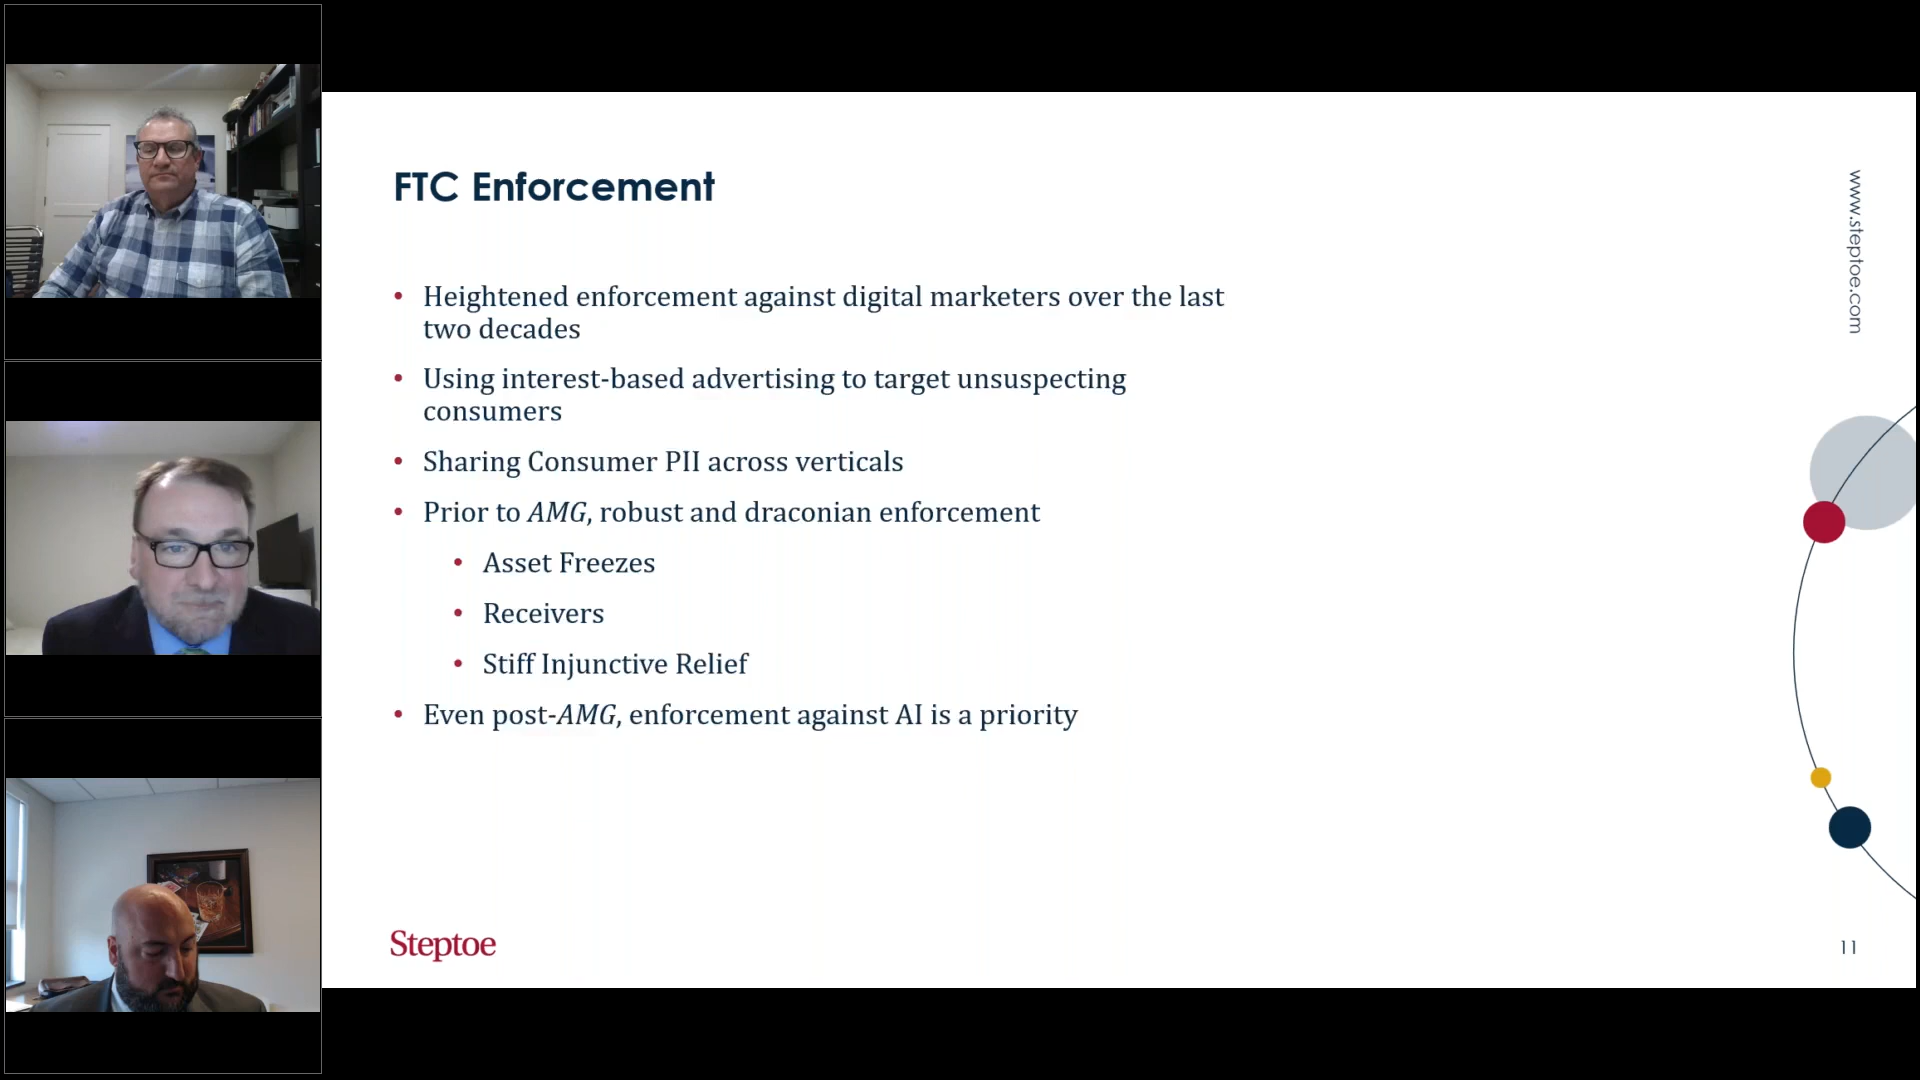 FTC Enforcement
www.steptoe.com
• Heightened enforcement against digital marketers over the last
two decades
• Using interest-based advertising to target unsuspecting
consumers
• Sharing Consumer PII across verticals
• Prior to AMG, robust and draconian enforcement
• Asset Freezes
• Receivers
• Stiff Injunctive Relief
• Even post-AMG, enforcement against AI is a priority
Steptoe
11